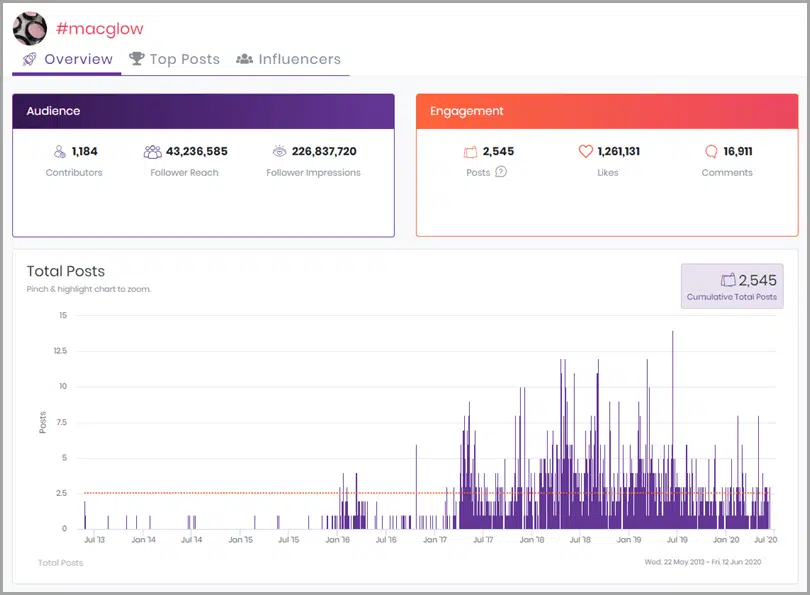 #macglow
Overview Top Posts Influencers
Audience
1,184 43,236,585 226,837,720
Contributors Follower Reach Follower Impressions
Engagement
2,545 1,261,131 16,911
Posts ? Likes Comments
Total Posts
Pinch & highlight chart to zoom.
2,545
Cumulative Total Posts
15
12.5
10
7.5
5
2.5
0
Posts
Jul '13 Jan '14 Jul '14 Jan '15 Jul '15 Jan '16 Jul '16 Jan '17 Jul '17 Jan '18 Jul '18 Jan '19 Jul '19 Jan '20 Jul '20
Total Posts
Wed, 22 May 2013 - Fri, 12 Jun 2020